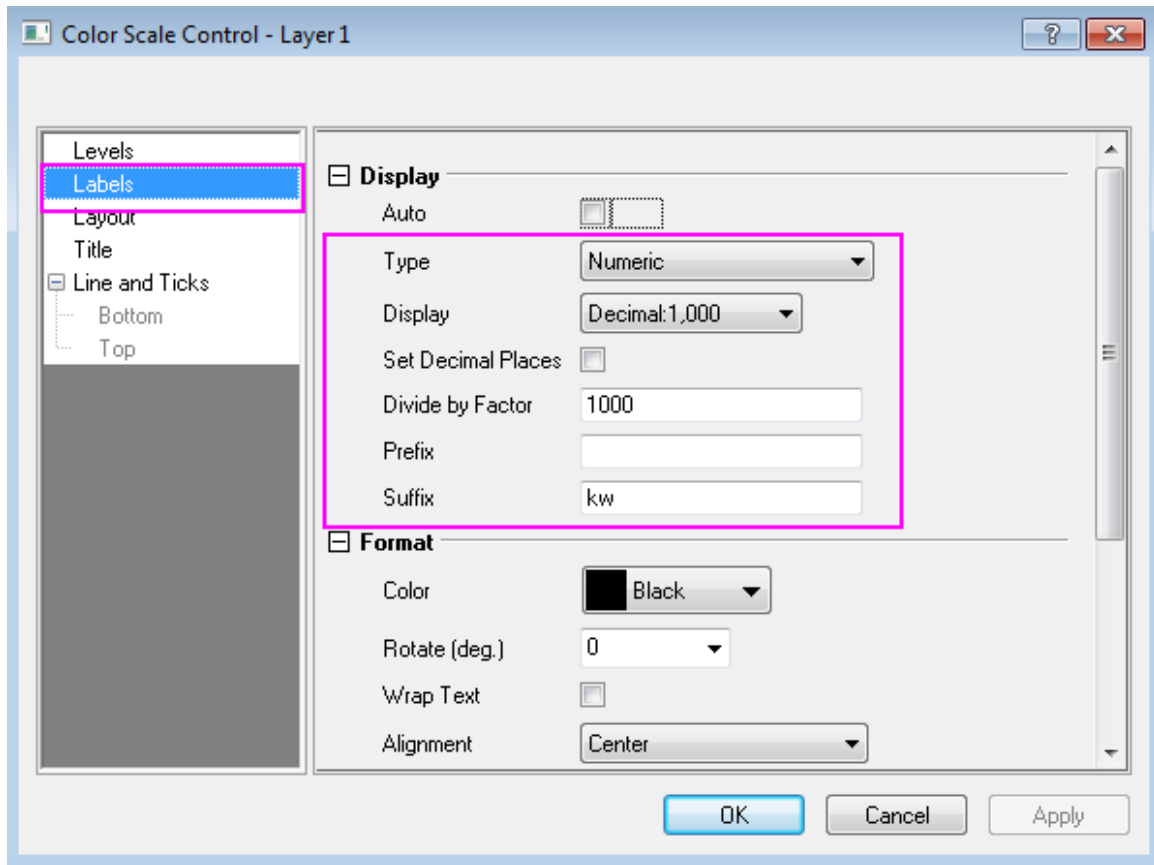 Color Scale Control - Layer 1
Levels
Labels
Layout
Title
Line and Ticks
Bottom
Top
Display
Auto
Type Numeric
Display Decimal:1,000
Set Decimal Places
Divide by Factor 1000
Prefix
Suffix kw
Format
Color Black
Rotate (deg.) 0
Wrap Text
Alignment Center
OK Cancel Apply